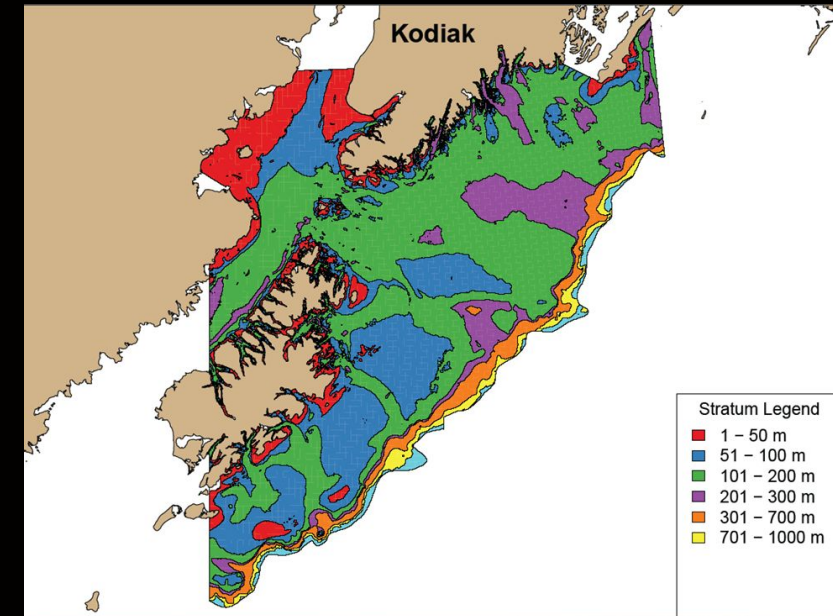 Kodiak
Stratum Legend
1 − 50 m
51 − 100 m
101 − 200 m
201 − 300 m
301 − 700 m
701 − 1000 m